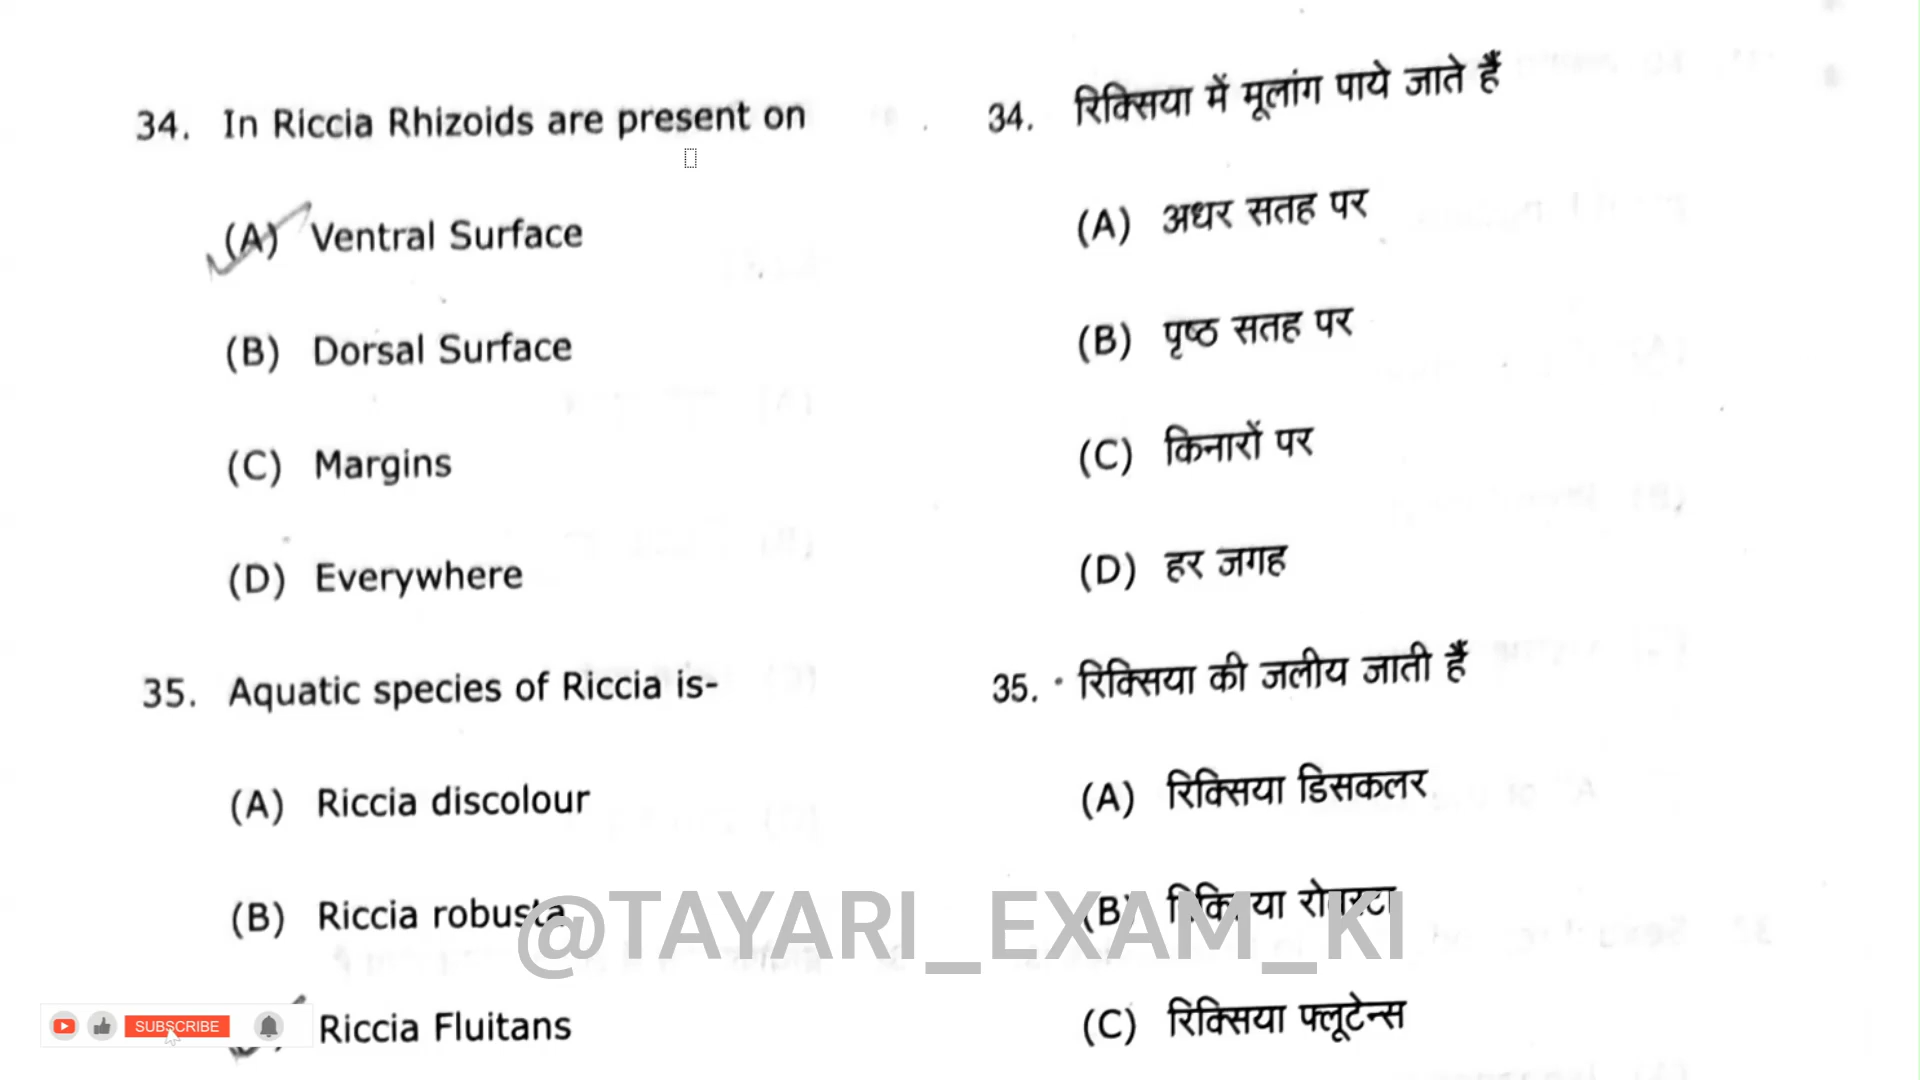 34. In Riccia Rhizoids are present on
(A) Ventral Surface
(B) Dorsal Surface
(C) Margins
(D) Everywhere
35. Aquatic species of Riccia is-
(A) Riccia discolour
(B) Riccia robusta
Riccia Fluitans
34. रिक्सिया में मूलांग पाये जाते हैं
(A) अधर सतह पर
(B) पृष्ठ सतह पर
(C) किनारों पर
(D) हर जगह
35. रिक्सिया की जलीय जाती हैं
(A) रिक्सिया डिसकलर
(B) रिक्सिया रोबस्टा
(C) रिक्सिया फ्लूटेन्स
@TAYARI_EXAM_KI
SUBSCRIBE